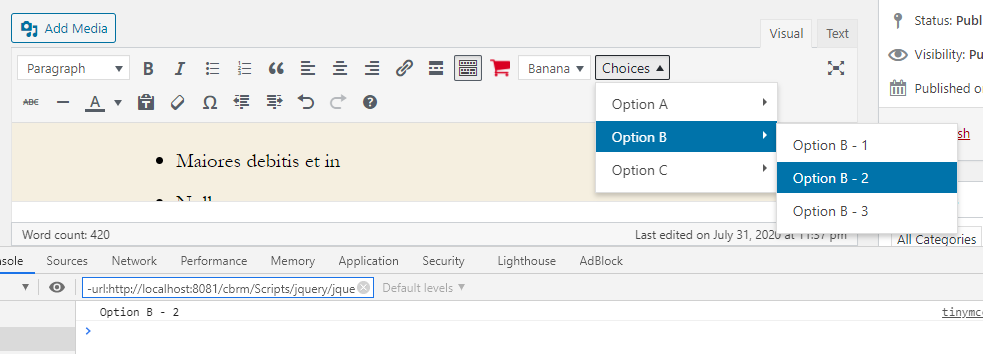 Add Media
Visual
Text
Status: Publ
Visibility: Pu
Published o
Paragraph
B I
Banana
Choices
ABC
A
Ω
Option A
Option B
Option C
Option B - 1
Option B - 2
Option B - 3
sh
Maiores debitis et in
Word count: 420
Last edited on July 31, 2020 at 11:37 pm
All Categories
nsole Sources Network Performance Memory Application Security Lighthouse AdBlock
-url:http://localhost:8081/cbrm/Scripts/jquery/jque
Default levels
Option B - 2
tinymc